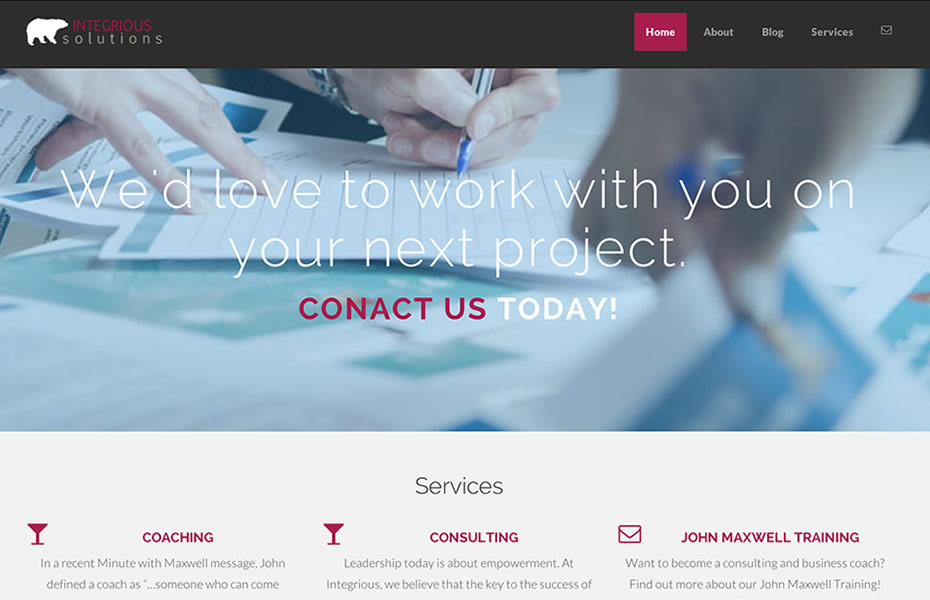 INTEGRIOUS
solutions
Home About Blog Services
We'd love to work with you on
your next project.
CONACT US TODAY!
Services
COACHING
In a recent Minute with Maxwell message, John
defined a coach as "...someone who can come
CONSULTING
Leadership today is about empowerment. At
Integrious, we believe that the key to the success of
JOHN MAXWELL TRAINING
Want to become a consulting and business coach?
Find out more about our John Maxwell Training!